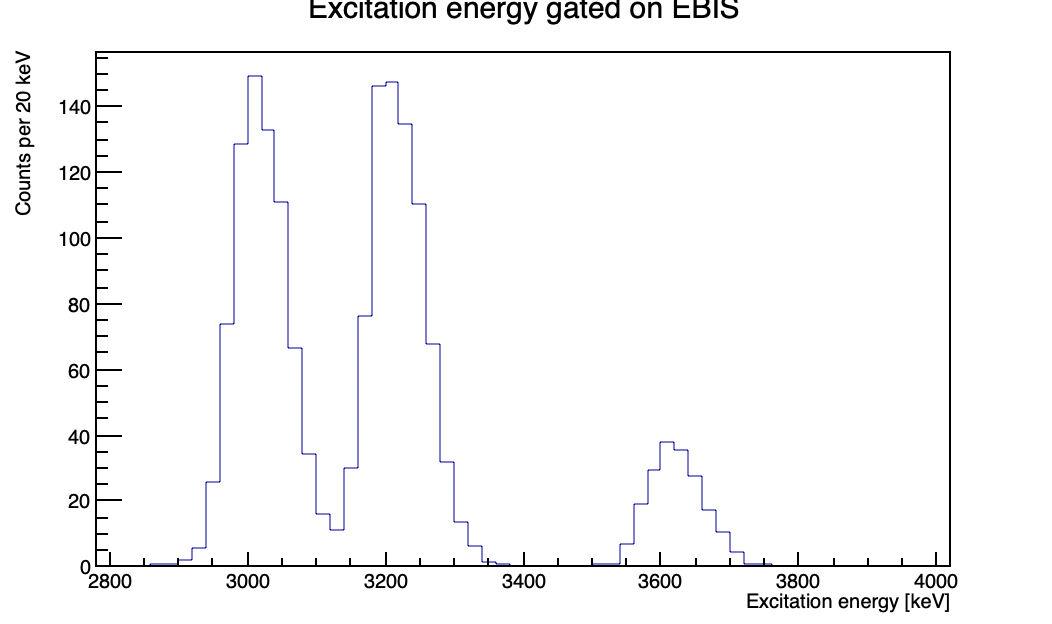 Excitation energy gated on EBIS
Counts per 20 keV
140
120
100
80
60
40
20
0
2800 3000 3200 3400 3600 3800 4000
Excitation energy [keV]